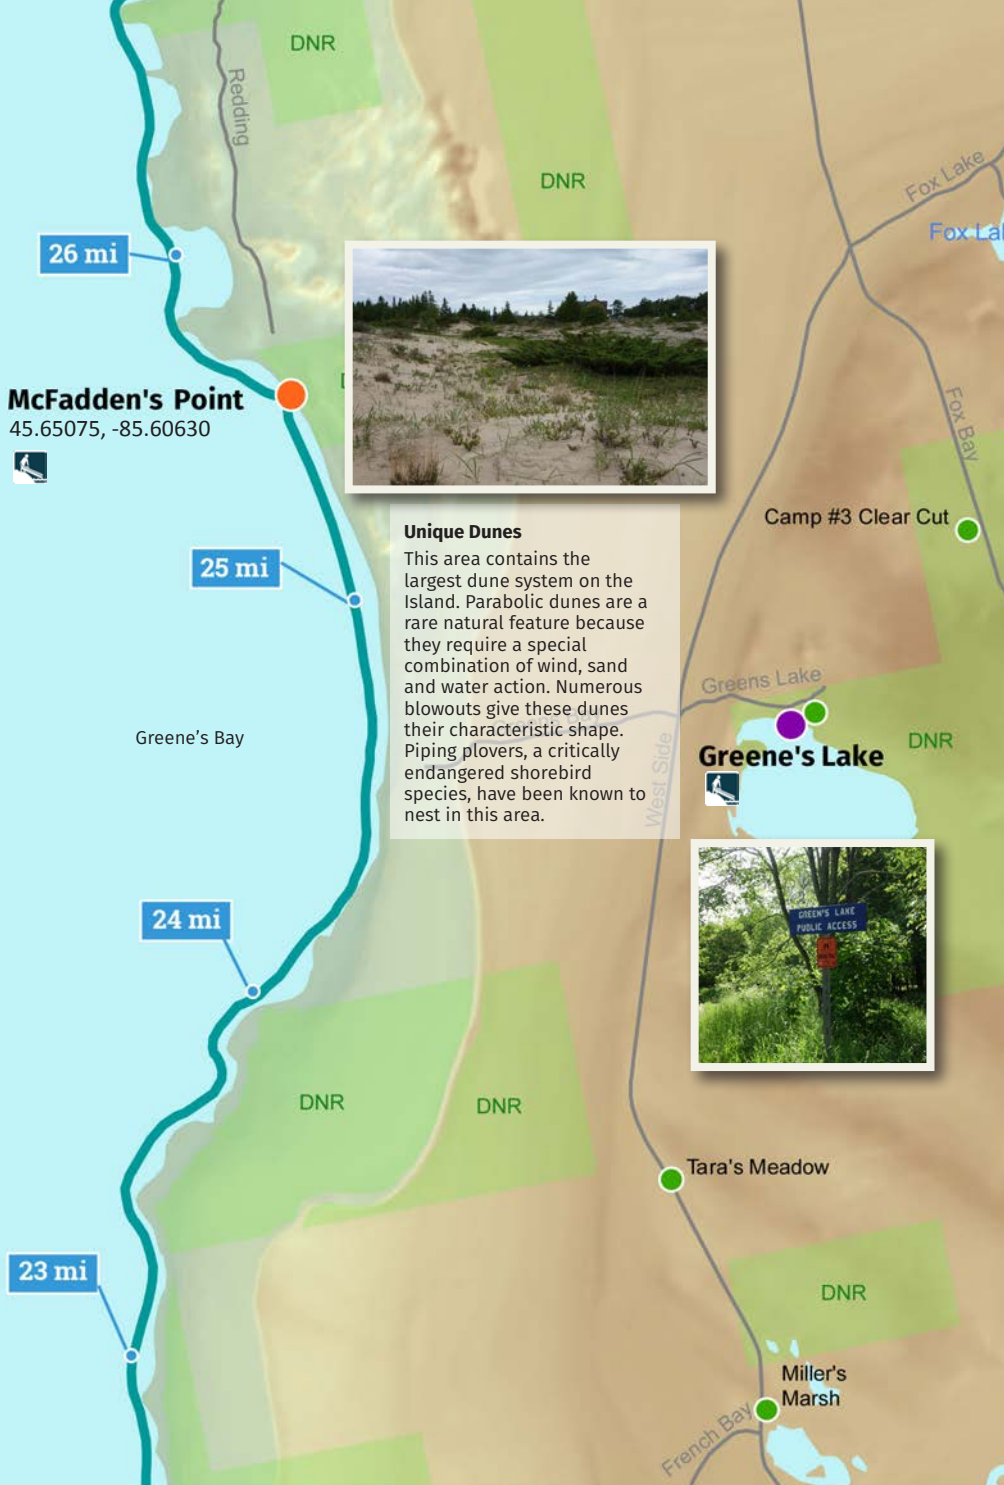 DNR
Redding
DNR
Fox Lake
26 mi
McFadden's Point
45.65075, -85.60630
Fox Bay
Camp #3 Clear Cut
25 mi
Unique Dunes
This area contains the
largest dune system on the
Island. Parabolic dunes are a
rare natural feature because
they require a special
combination of wind, sand
and water action. Numerous
blowouts give these dunes
their characteristic shape.
Piping plovers, a critically
endangered shorebird
species, have been known to
nest in this area.
Greens Bay
Greens Lake
Greene's Lake
DNR
Greene’s Bay
West Side
GREEN'S LAKE
PUBLIC ACCESS
24 mi
DNR
DNR
Tara's Meadow
23 mi
DNR
Miller's
Marsh
French Bay